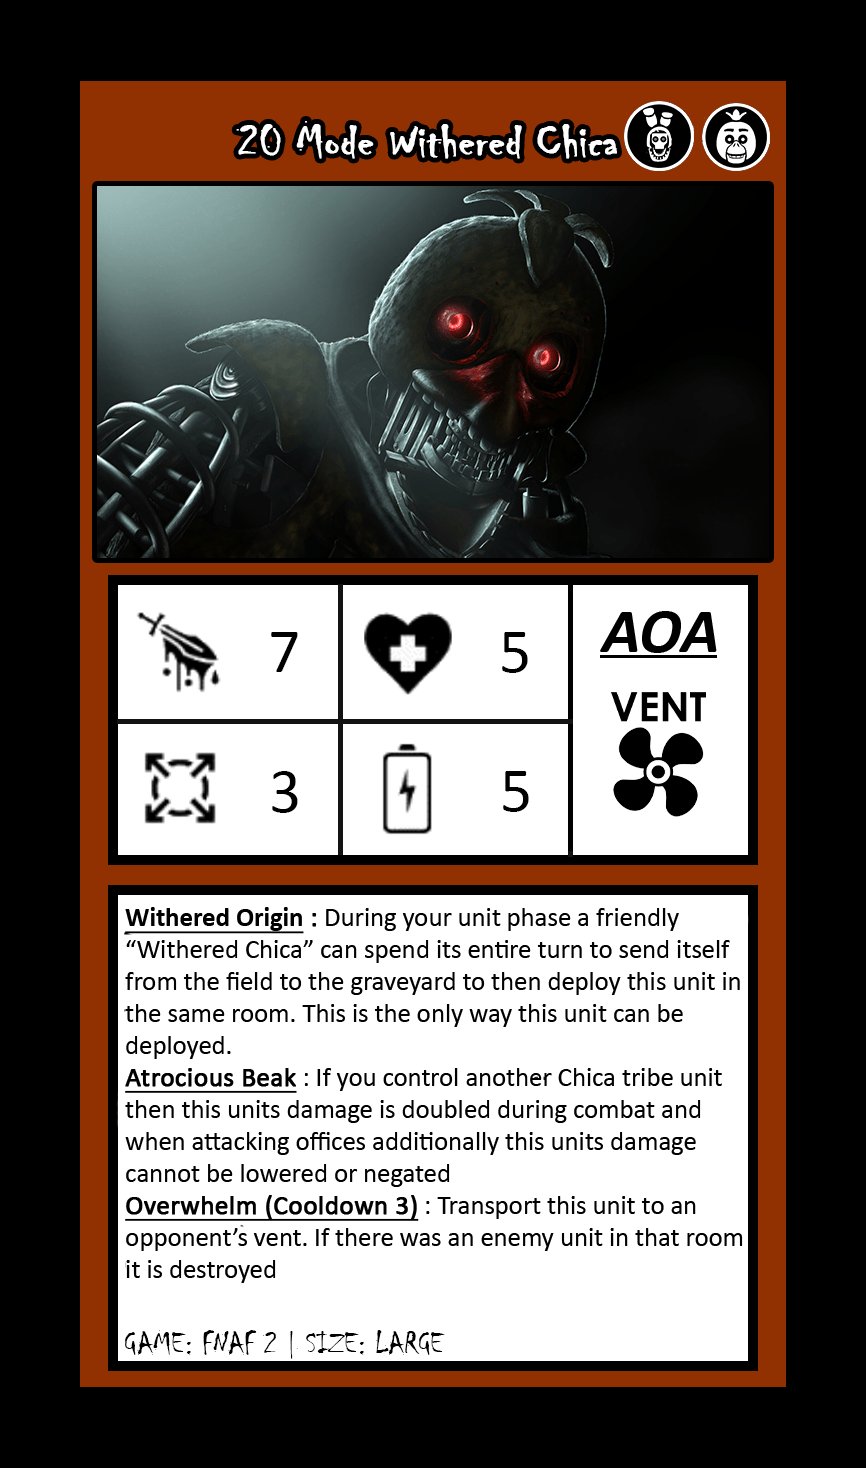 20 Mode Withered Chica
7
5
AOA
VENT
3
5
Withered Origin : During your unit phase a friendly
“Withered Chica” can spend its entire turn to send itself
from the field to the graveyard to then deploy this unit in
the same room. This is the only way this unit can be
deployed.
Atrocious Beak : If you control another Chica tribe unit
then this units damage is doubled during combat and
when attacking offices additionally this units damage
cannot be lowered or negated
Overwhelm (Cooldown 3) : Transport this unit to an
opponent’s vent. If there was an enemy unit in that room
it is destroyed
GAME: FNAF 2 | SIZE: LARGE